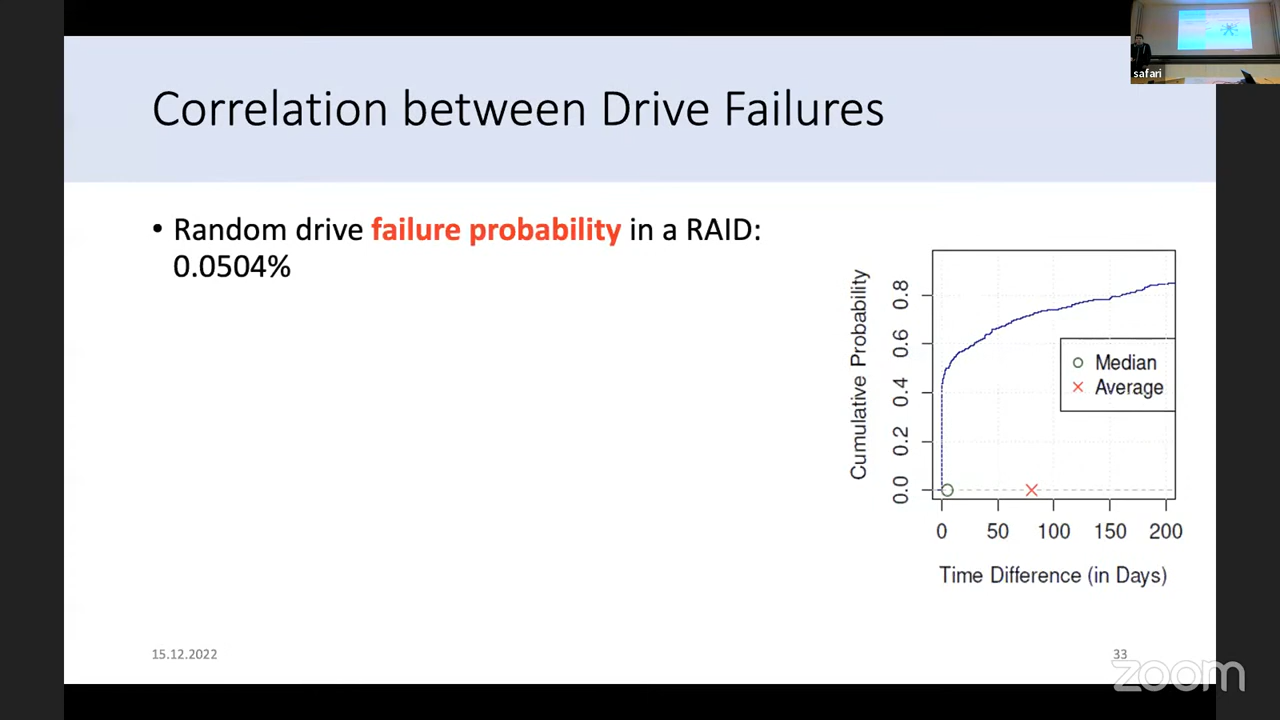 safari
Correlation between Drive Failures
• Random drive failure probability in a RAID:
0.0504%
Cumulative Probability
0.8
0.6
0.4
0.2
0.0
Median
Average
0 50 100 150 200
Time Difference (in Days)
15.12.2022
33
zoom